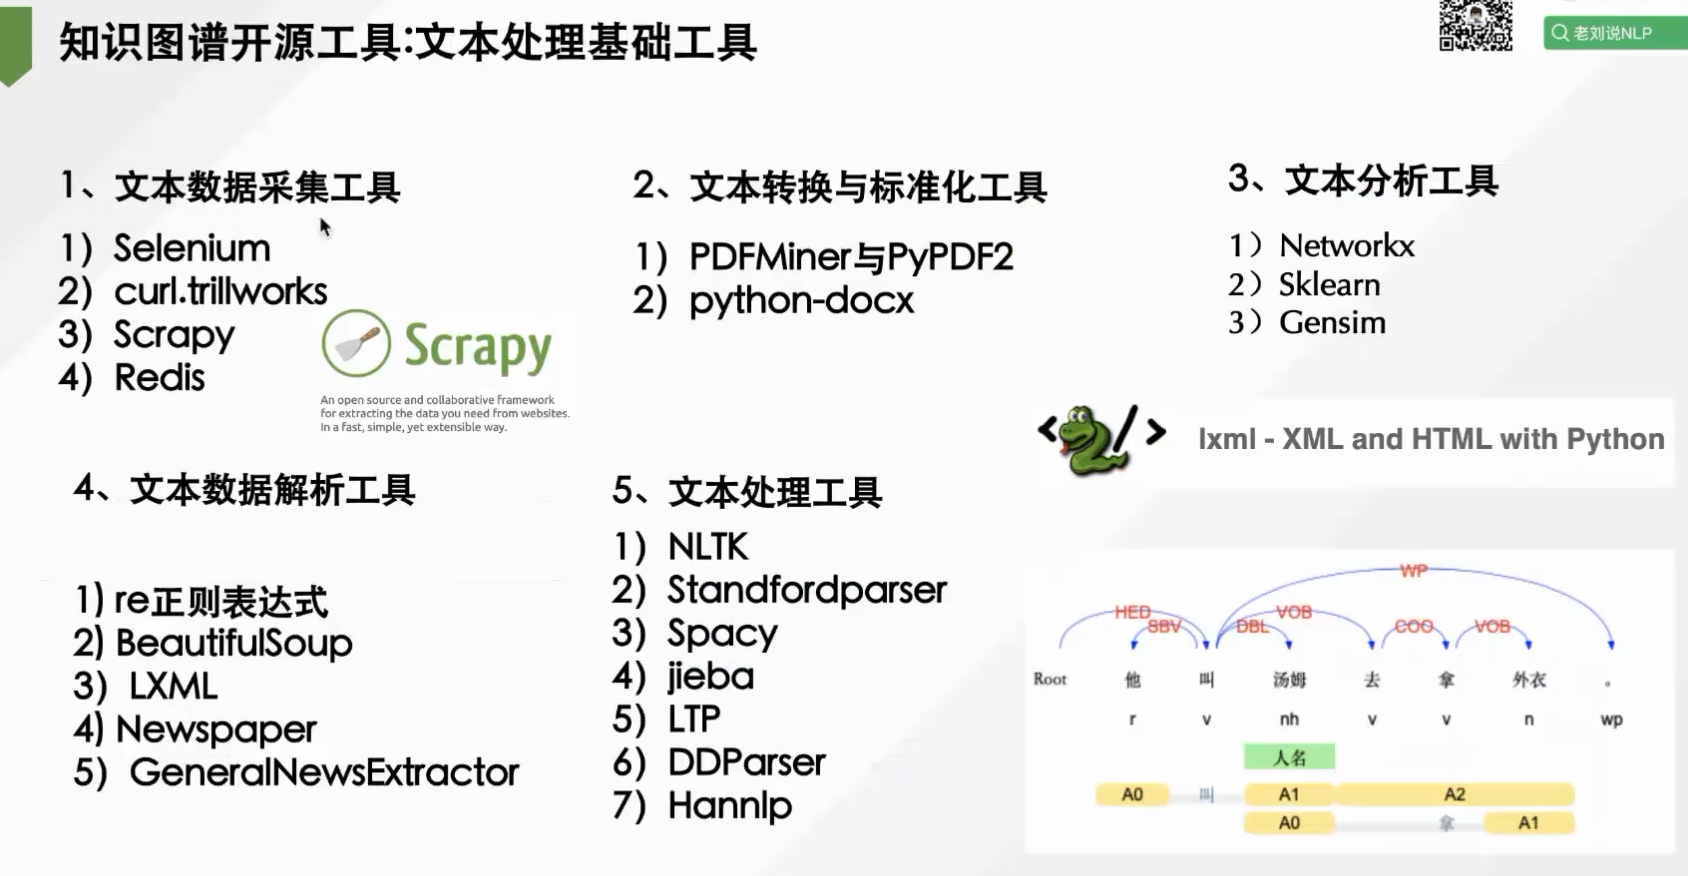 知识图谱开源工具:文本处理基础工具
老刘说NLP
1、文本数据采集工具
1）Selenium
2）curl.trillworks
3）Scrapy
4）Redis
Scrapy
An open source and collaborative framework
for extracting the data you need from websites.
In a fast, simple, yet extensible way.
2、文本转换与标准化工具
1）PDFMiner与PyPDF2
2）python-docx
3、文本分析工具
1）Networkx
2）Sklearn
3）Gensim
</> lxml - XML and HTML with Python
4、文本数据解析工具
1) re正则表达式
2) BeautifulSoup
3）LXML
4) Newspaper
5）GeneralNewsExtractor
5、文本处理工具
1）NLTK
2）Standfordparser
3）Spacy
4）jieba
5）LTP
6）DDParser
7）Hannlp
WP
HED VOB
SBV DBL COO VOB
Root 他 叫 汤姆 去 拿 外衣 。
r v nh v v n wp
人名
A0 叫 A1 A2
A0 拿 A1